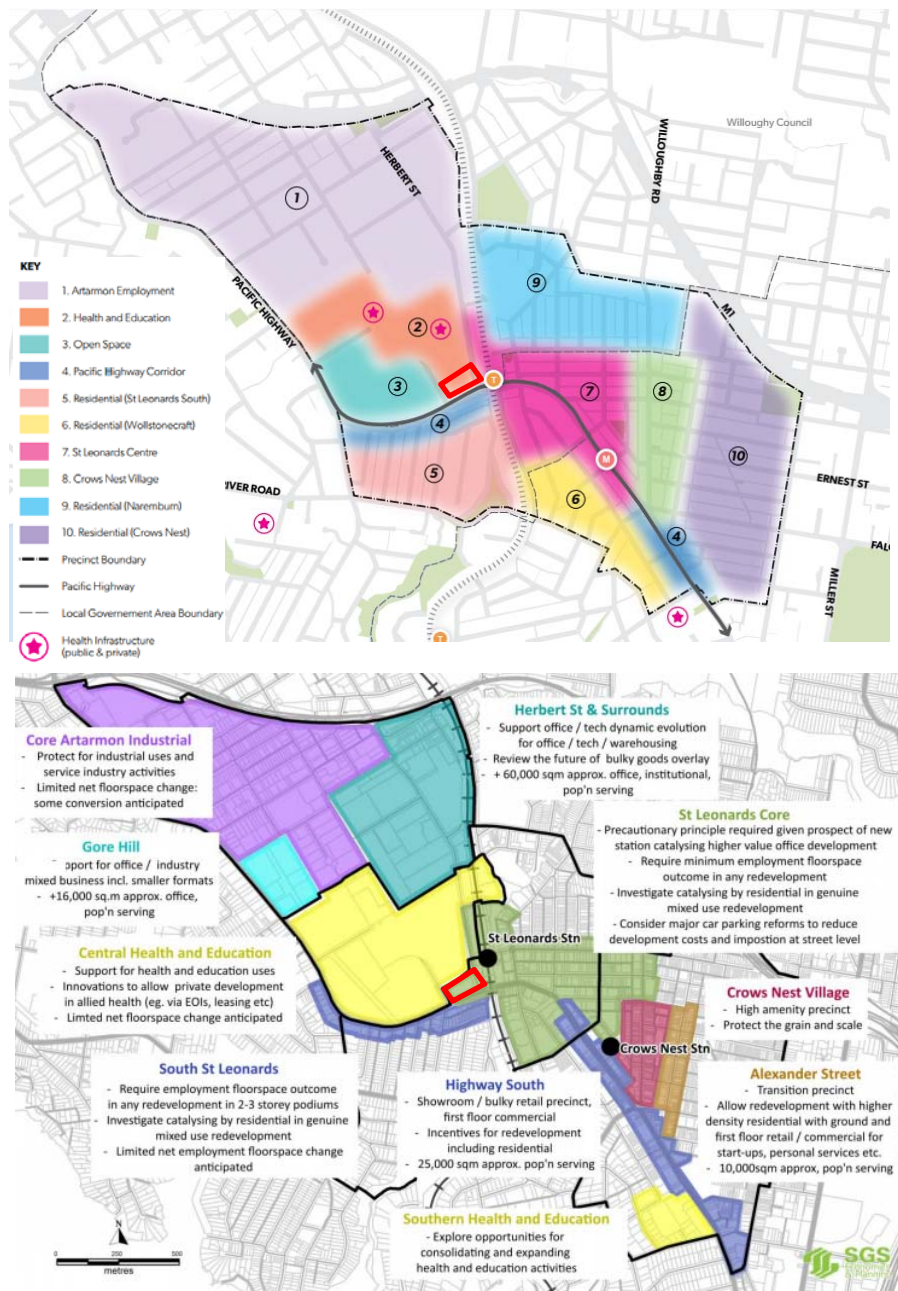 Willoughy Council
WILLOUGHBY RD
HERBERT ST
1
PACIFIC HIGHWAY
M1
9
KEY
1. Artarmon Employment
2. Health and Education
3. Open Space
4. Pacific Highway Corridor
5. Residential (St Leonards South)
6. Residential (Wollstonecraft)
7. St Leonards Centre
8. Crows Nest Village
9. Residential (Naremburn)
10. Residential (Crows Nest)
Precinct Boundary
Pacific Highway
Local Governement Area Boundary
Health Infrastructure
(public & private)
2
3
T
7
8
4
5
M
10
6
ERNEST ST
IVER ROAD
4
FALC
MILLER ST
T
Core Artarmon Industrial
- Protect for industrial uses and
service industry activities
- Limited net floorspace change:
some conversion anticipated
Herbert St & Surrounds
- Support office / tech dynamic evolution
for office / tech / warehousing
- Review the future of bulky goods overlay
- + 60,000 sqm approx. office, institutional,
pop'n serving
Gore Hill
pport for office / industry
mixed business incl. smaller formats
- +16,000 sq.m approx. office,
pop'n serving
St Leonards Core
- Precautionary principle required given prospect of new
station catalysing higher value office development
- Require minimum employment floorspace
outcome in any redevelopment
- Investigate catalysing by residential in genuine
mixed use redevelopment
- Consider major car parking reforms to reduce
development costs and impostion at street level
Central Health and Education
- Support for health and education uses
- Innovations to allow private development
in allied health (eg. via EOIs, leasing etc)
- Limted net floorspace change anticipated
St Leonards Stn
Crows Nest Village
- High amenity precinct
- Protect the grain and scale
Crows Nest Stn
South St Leonards
- Require employment floorspace outcome
in any redevelopment in 2-3 storey podiums
- Investigate catalysing by residential in genuine
mixed use redevelopment
- Limited net employment floorspace change
anticipated
Highway South
- Showroom / bulky retail precinct,
first floor commercial
- Incentives for redevelopment
including residential
- 25,000 sqm approx. pop'n serving
Alexander Street
- Transition precinct
- Allow redevelopment with higher
density residential with ground and
first floor retail / commercial for
start-ups, personal services etc.
- 10,000sqm approx, pop'n serving
Southern Health and Education
- Explore opportunities for
consolidating and expanding
health and education activities
N
0 250 500
metres
SGS